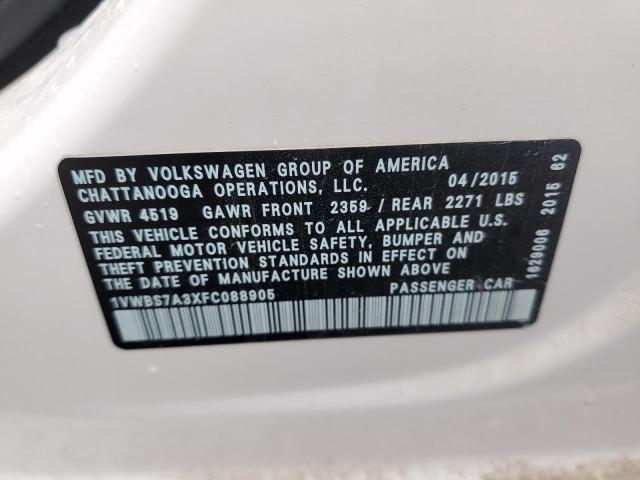 MFD BY VOLKSWAGEN GROUP OF AMERICA
CHATTANOOGA OPERATIONS, LLC. 04/2015
GVWR 4519 GAWR FRONT 2359 / REAR 2271 LBS
THIS VEHICLE CONFORMS TO ALL APPLICABLE U.S.
FEDERAL MOTOR VEHICLE SAFETY, BUMPER AND
THEFT PREVENTION STANDARDS IN EFFECT ON
THE DATE OF MANUFACTURE SHOWN ABOVE
1VWBS7A3XFC088905 PASSENGER CAR
1629006 2015 62